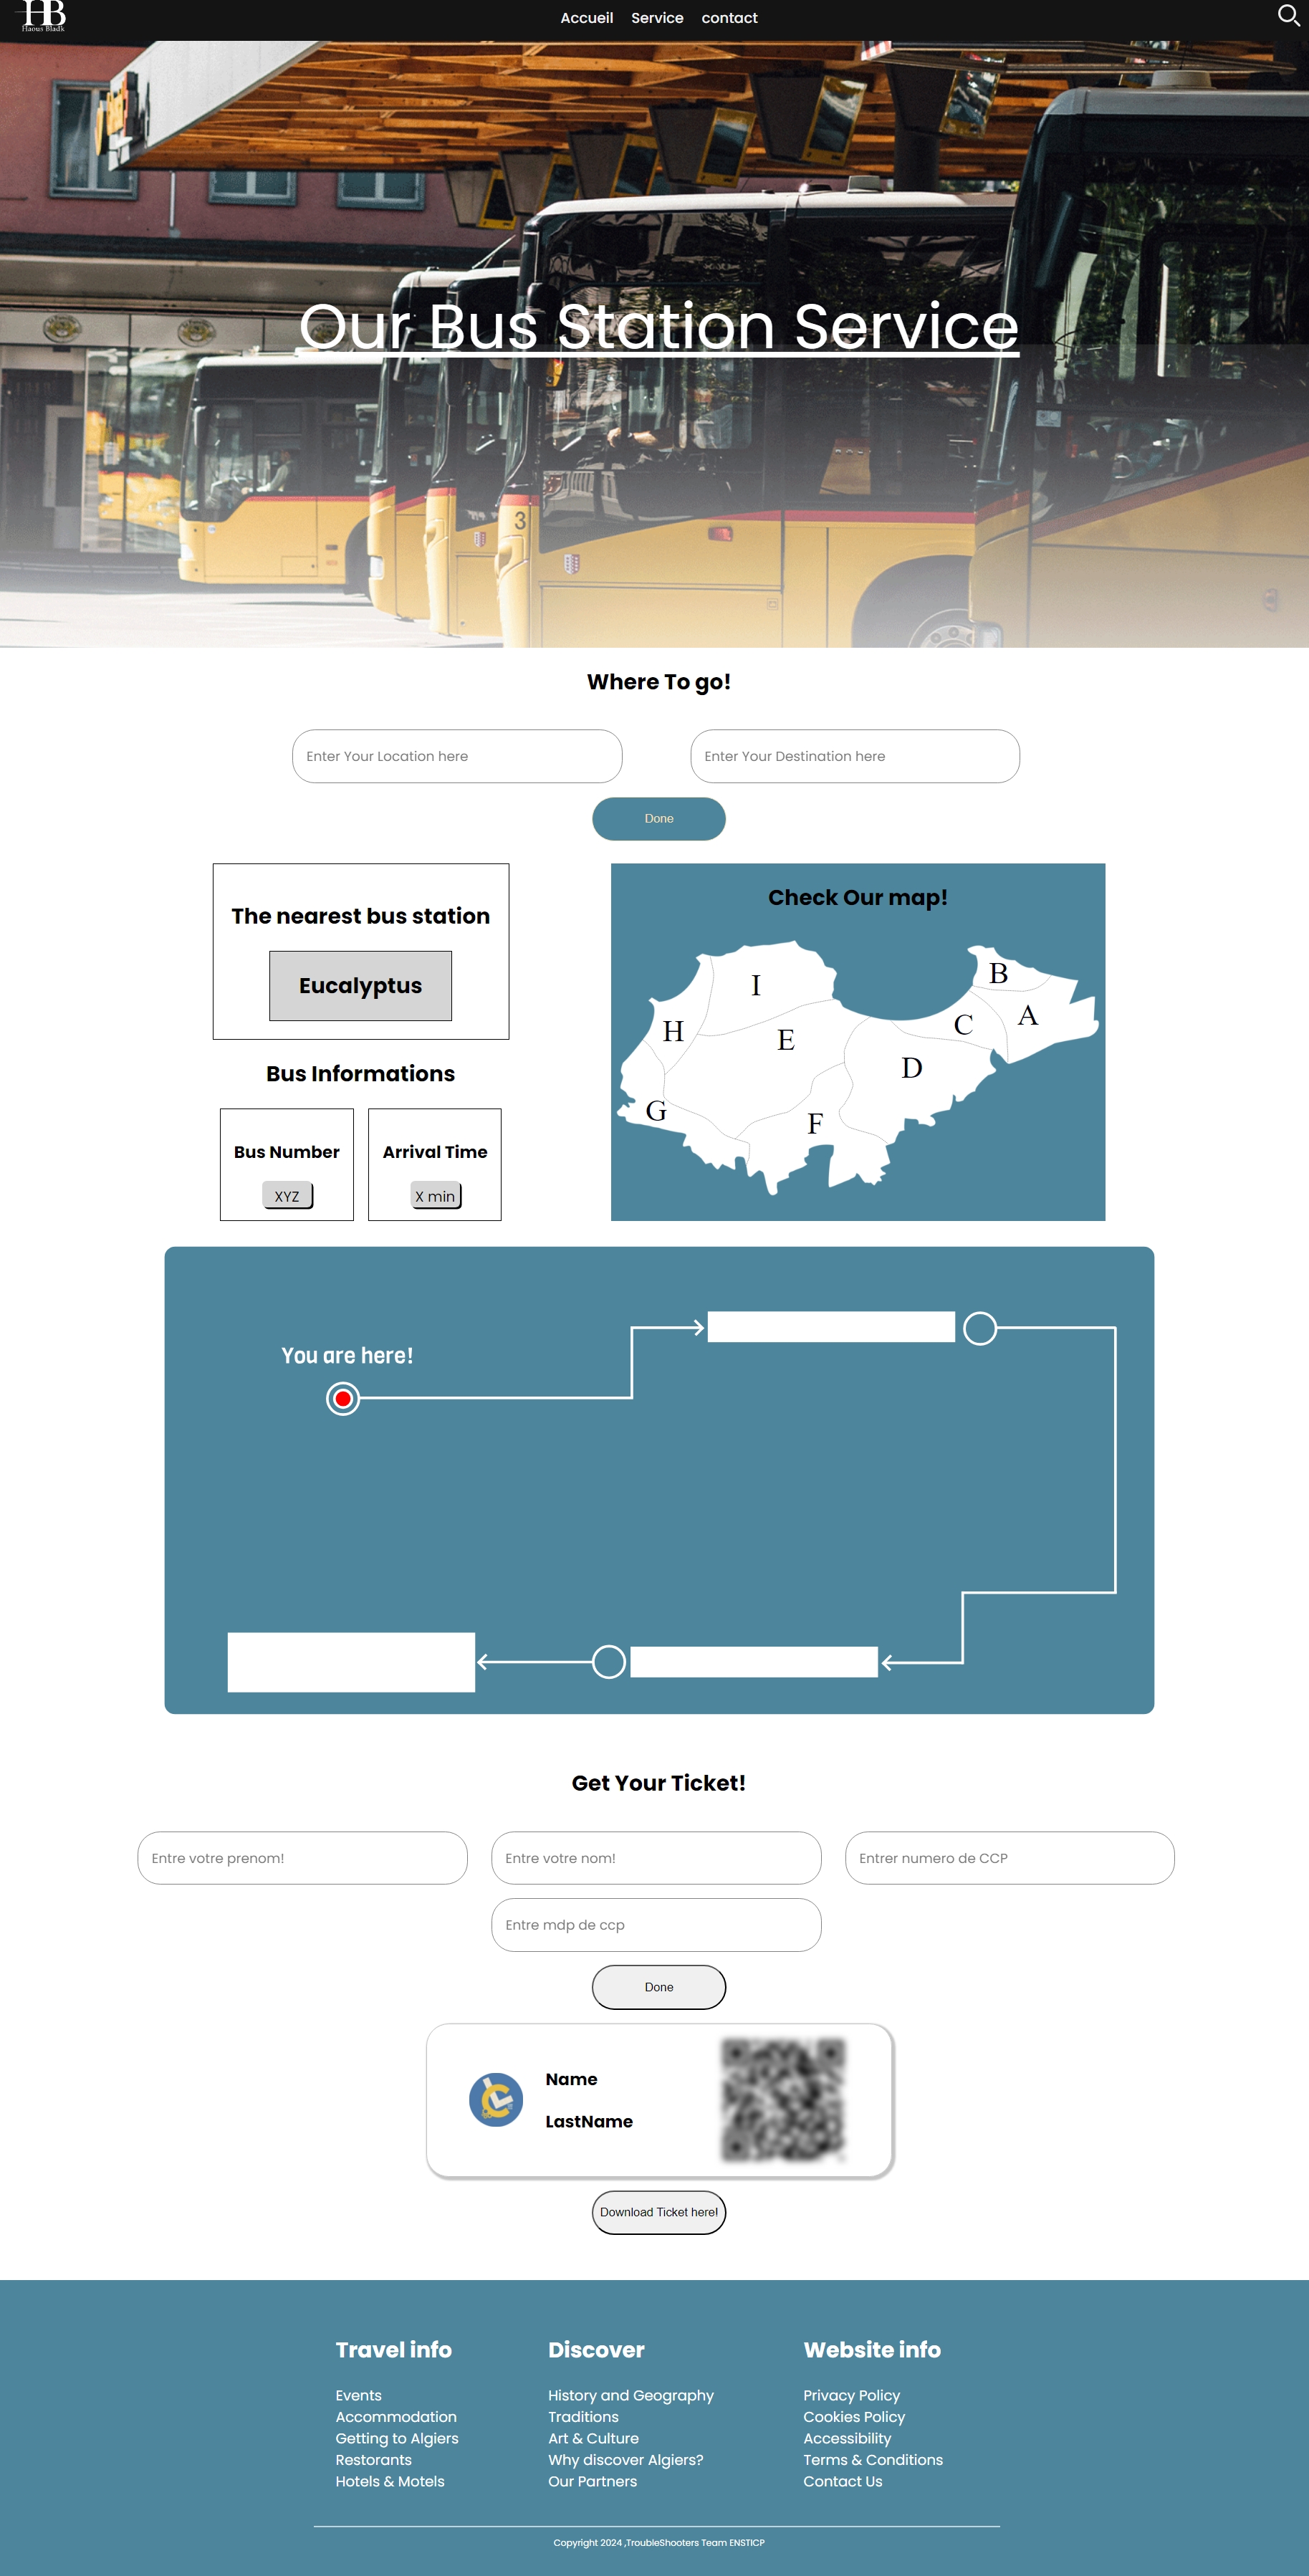 HB
Haous Bladk
Accueil Service contact
3
Our Bus Station Service
Where To go!
Enter Your Location here
Enter Your Destination here
Done
The nearest bus station
Eucalyptus
Bus Informations
Bus Number
XYZ
Arrival Time
X min
Check Our map!
I
B
H
E
C
A
D
G
F
You are here!
Get Your Ticket!
Entre votre prenom!
Entre votre nom!
Entrer numero de CCP
Entre mdp de ccp
Done
Name
LastName
Download Ticket here!
Travel info
Events
Accommodation
Getting to Algiers
Restorants
Hotels & Motels
Discover
History and Geography
Traditions
Art & Culture
Why discover Algiers?
Our Partners
Website info
Privacy Policy
Cookies Policy
Accessibility
Terms & Conditions
Contact Us
Copyright 2024 ,TroubleShooters Team ENSTICP